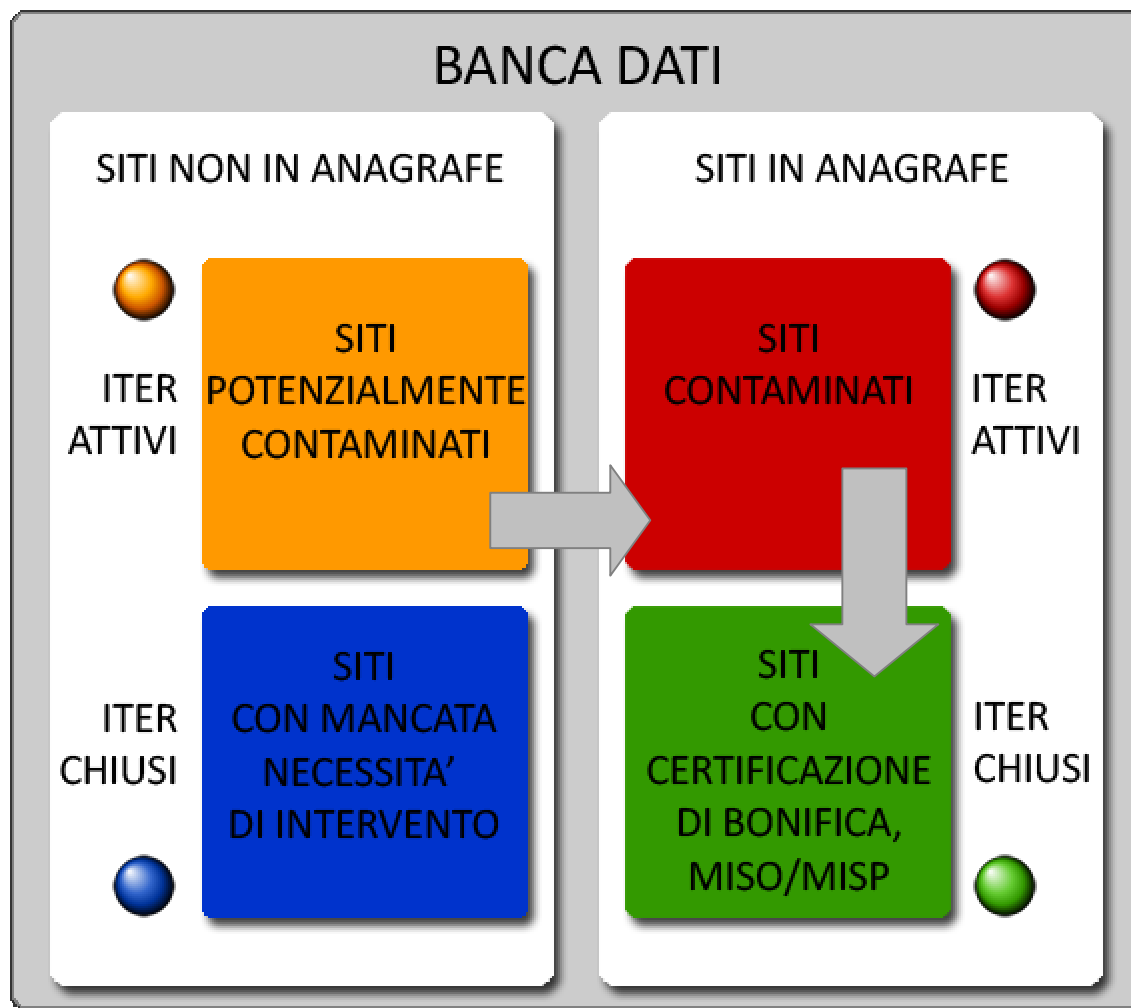 BANCA DATI
SITI NON IN ANAGRAFE
ITER
ATTIVI
SITI
POTENZIALMENTE
CONTAMINATI
ITER
CHIUSI
SITI
CON MANCATA
NECESSITA’
DI INTERVENTO
SITI IN ANAGRAFE
SITI
CONTAMINATI
ITER
ATTIVI
SITI
CON
CERTIFICAZIONE
DI BONIFICA,
MISO/MISP
ITER
CHIUSI